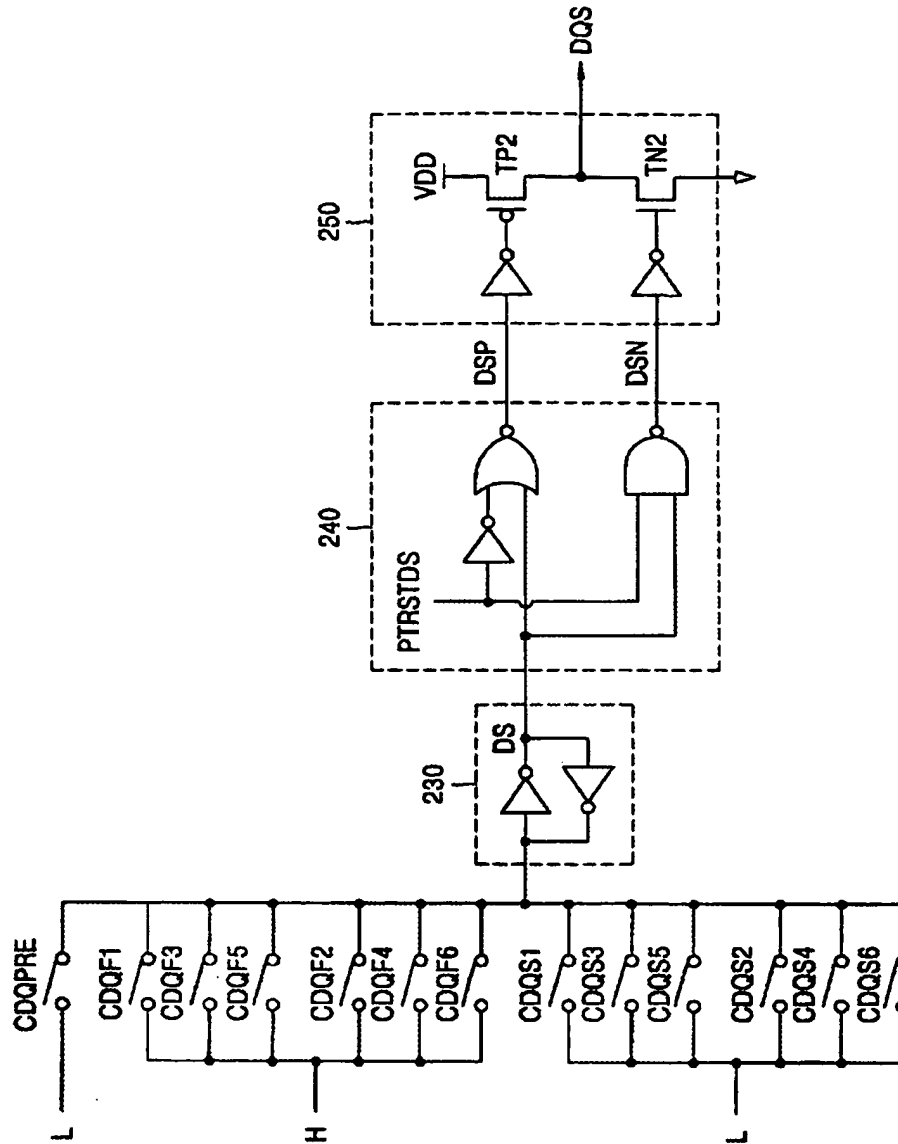 L
CDQPRE
H
CDQF1
CDQF3
CDQF5
CDQF2
CDQF4
CDQF6
L
CDQS1
CDQS3
CDQS5
CDQS2
CDQS4
CDQS6
230
DS
240
PTRSTDS
DSP
DSN
250
VDD
TP2
TN2
DQS